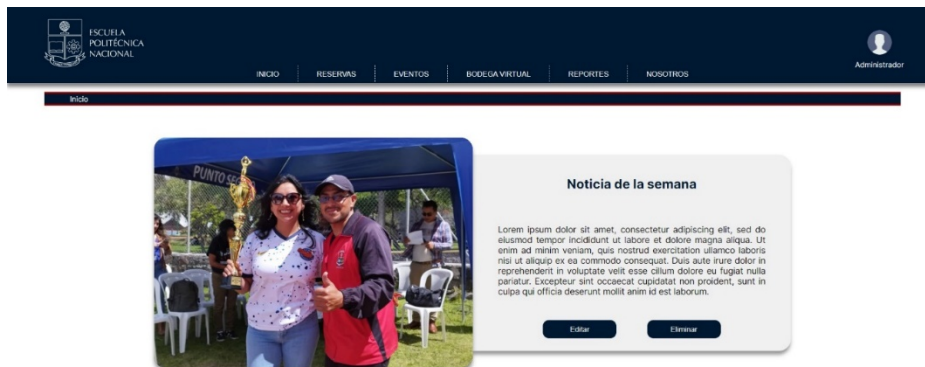 ESCUELA
POLITÉCNICA
NACIONAL
Administrador
INICIO RESERVAS EVENTOS BODEGA VIRTUAL REPORTES NOSOTROS
Inicio
PUNTO
Noticia de la semana
Lorem ipsum dolor sit amet, consectetur adipiscing elit, sed do
eiusmod tempor incididunt ut labore et dolore magna aliqua. Ut
enim ad minim veniam, quis nostrud exercitation ullamco laboris
nisi ut aliquip ex ea commodo consequat. Duis aute irure dolor in
reprehenderit in voluptate velit esse cillum dolore eu fugiat nulla
pariatur. Excepteur sint occaecat cupidatat non proident, sunt in
culpa qui officia deserunt mollit anim id est laborum.
Editar Eliminar